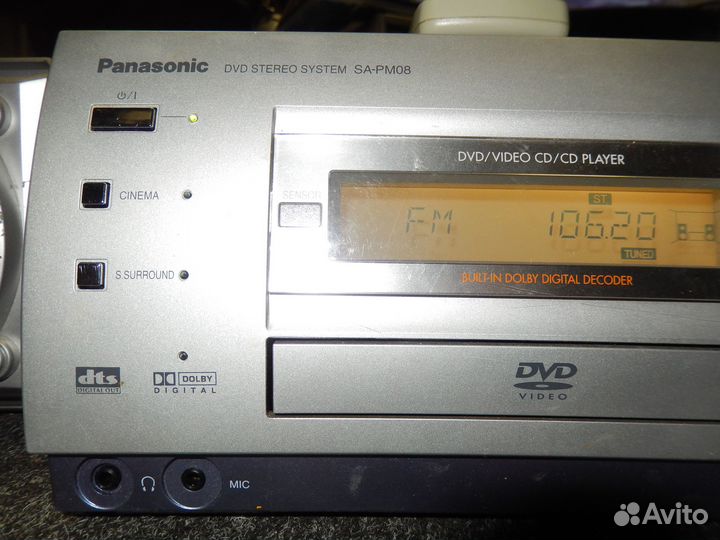 Panasonic DVD STEREO SYSTEM SA-PM08
⏻/I
DVD/VIDEO CD/CD PLAYER
CINEMA
SENSOR
ST
FM 106.20
TUNED
S.SURROUND
BUILT-IN DOLBY DIGITAL DECODER
dts
DIGITAL OUT
DOLBY
DIGITAL
DVD
VIDEO
MIC
Avito